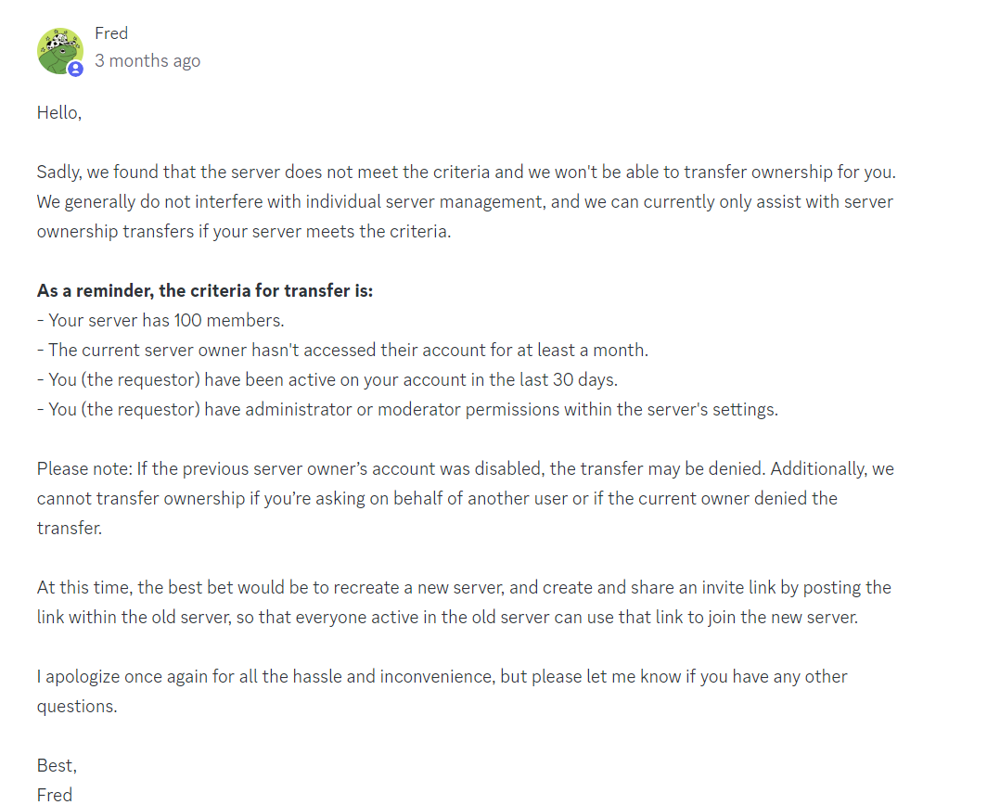 Fred
3 months ago
Hello,
Sadly, we found that the server does not meet the criteria and we won't be able to transfer ownership for you.
We generally do not interfere with individual server management, and we can currently only assist with server
ownership transfers if your server meets the criteria.
As a reminder, the criteria for transfer is:
- Your server has 100 members.
- The current server owner hasn't accessed their account for at least a month.
- You (the requestor) have been active on your account in the last 30 days.
- You (the requestor) have administrator or moderator permissions within the server's settings.
Please note: If the previous server owner’s account was disabled, the transfer may be denied. Additionally, we
cannot transfer ownership if you’re asking on behalf of another user or if the current owner denied the
transfer.
At this time, the best bet would be to recreate a new server, and create and share an invite link by posting the
link within the old server, so that everyone active in the old server can use that link to join the new server.
I apologize once again for all the hassle and inconvenience, but please let me know if you have any other
questions.
Best,
Fred